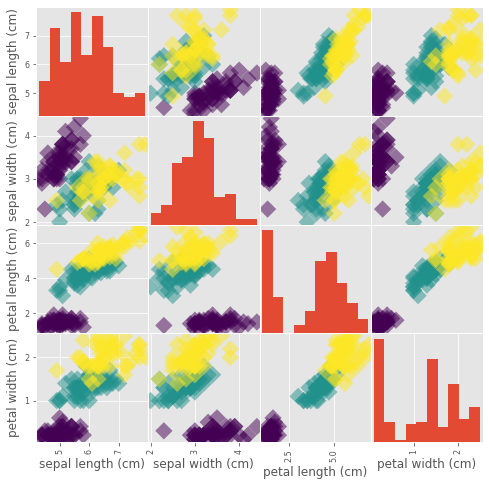 sepal length (cm)
7
6
5
sepal width (cm)
4
3
2
petal length (cm)
6
4
2
petal width (cm)
2
1
5
6
7
2
3
4
2.5
5.0
1
2
sepal length (cm)
sepal width (cm)
petal length (cm)
petal width (cm)